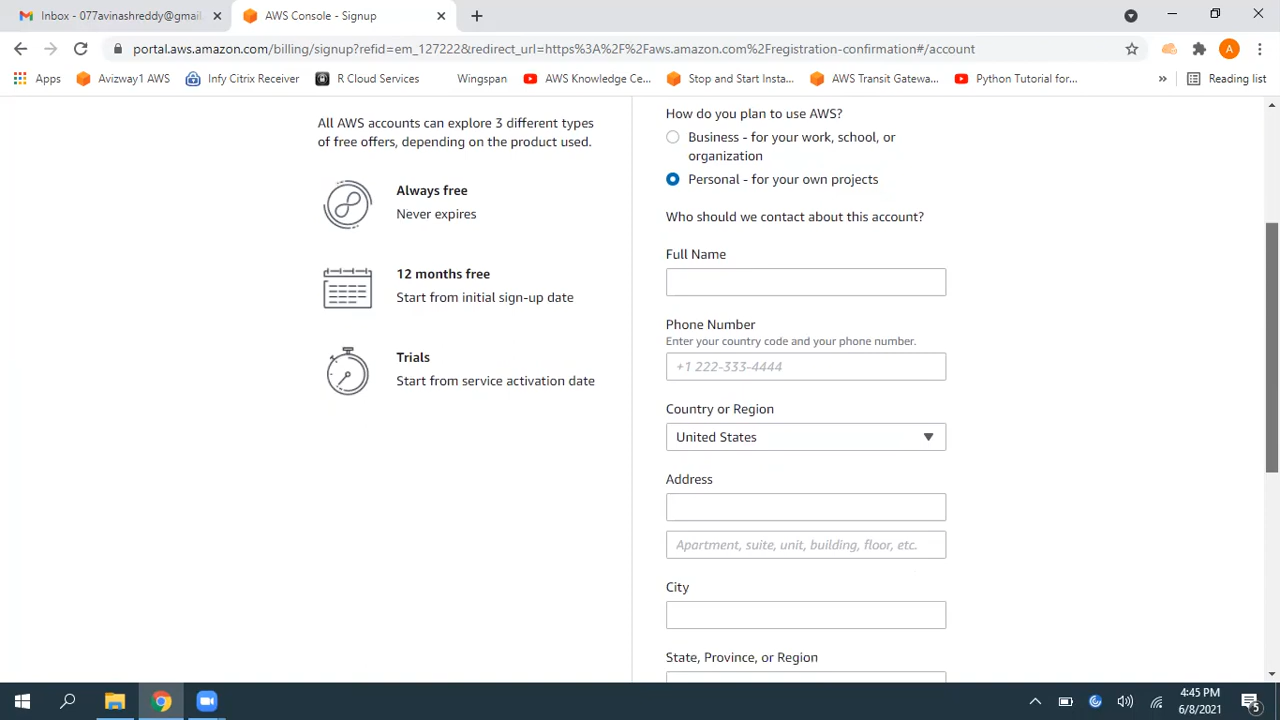 Inbox - 077avinashreddy@gmail.
AWS Console - Signup
portal.aws.amazon.com/billing/signup?refid=em_127222&redirect_url=https%3A%2F%2Faws.amazon.com%2Fregistration-confirmation#/account
A
Apps
Avizway1 AWS
Infy Citrix Receiver
R Cloud Services
Wingspan
AWS Knowledge Ce...
Stop and Start Insta...
AWS Transit Gatewa...
Python Tutorial for...
»
Reading list
All AWS accounts can explore 3 different types
of free offers, depending on the product used.
Always free
Never expires
12 months free
Start from initial sign-up date
Trials
Start from service activation date
How do you plan to use AWS?
Business - for your work, school, or
organization
Personal - for your own projects
Who should we contact about this account?
Full Name
Phone Number
Enter your country code and your phone number.
+1 222-333-4444
Country or Region
United States
Address
Apartment, suite, unit, building, floor, etc.
City
State, Province, or Region
4:45 PM
6/8/2021
5